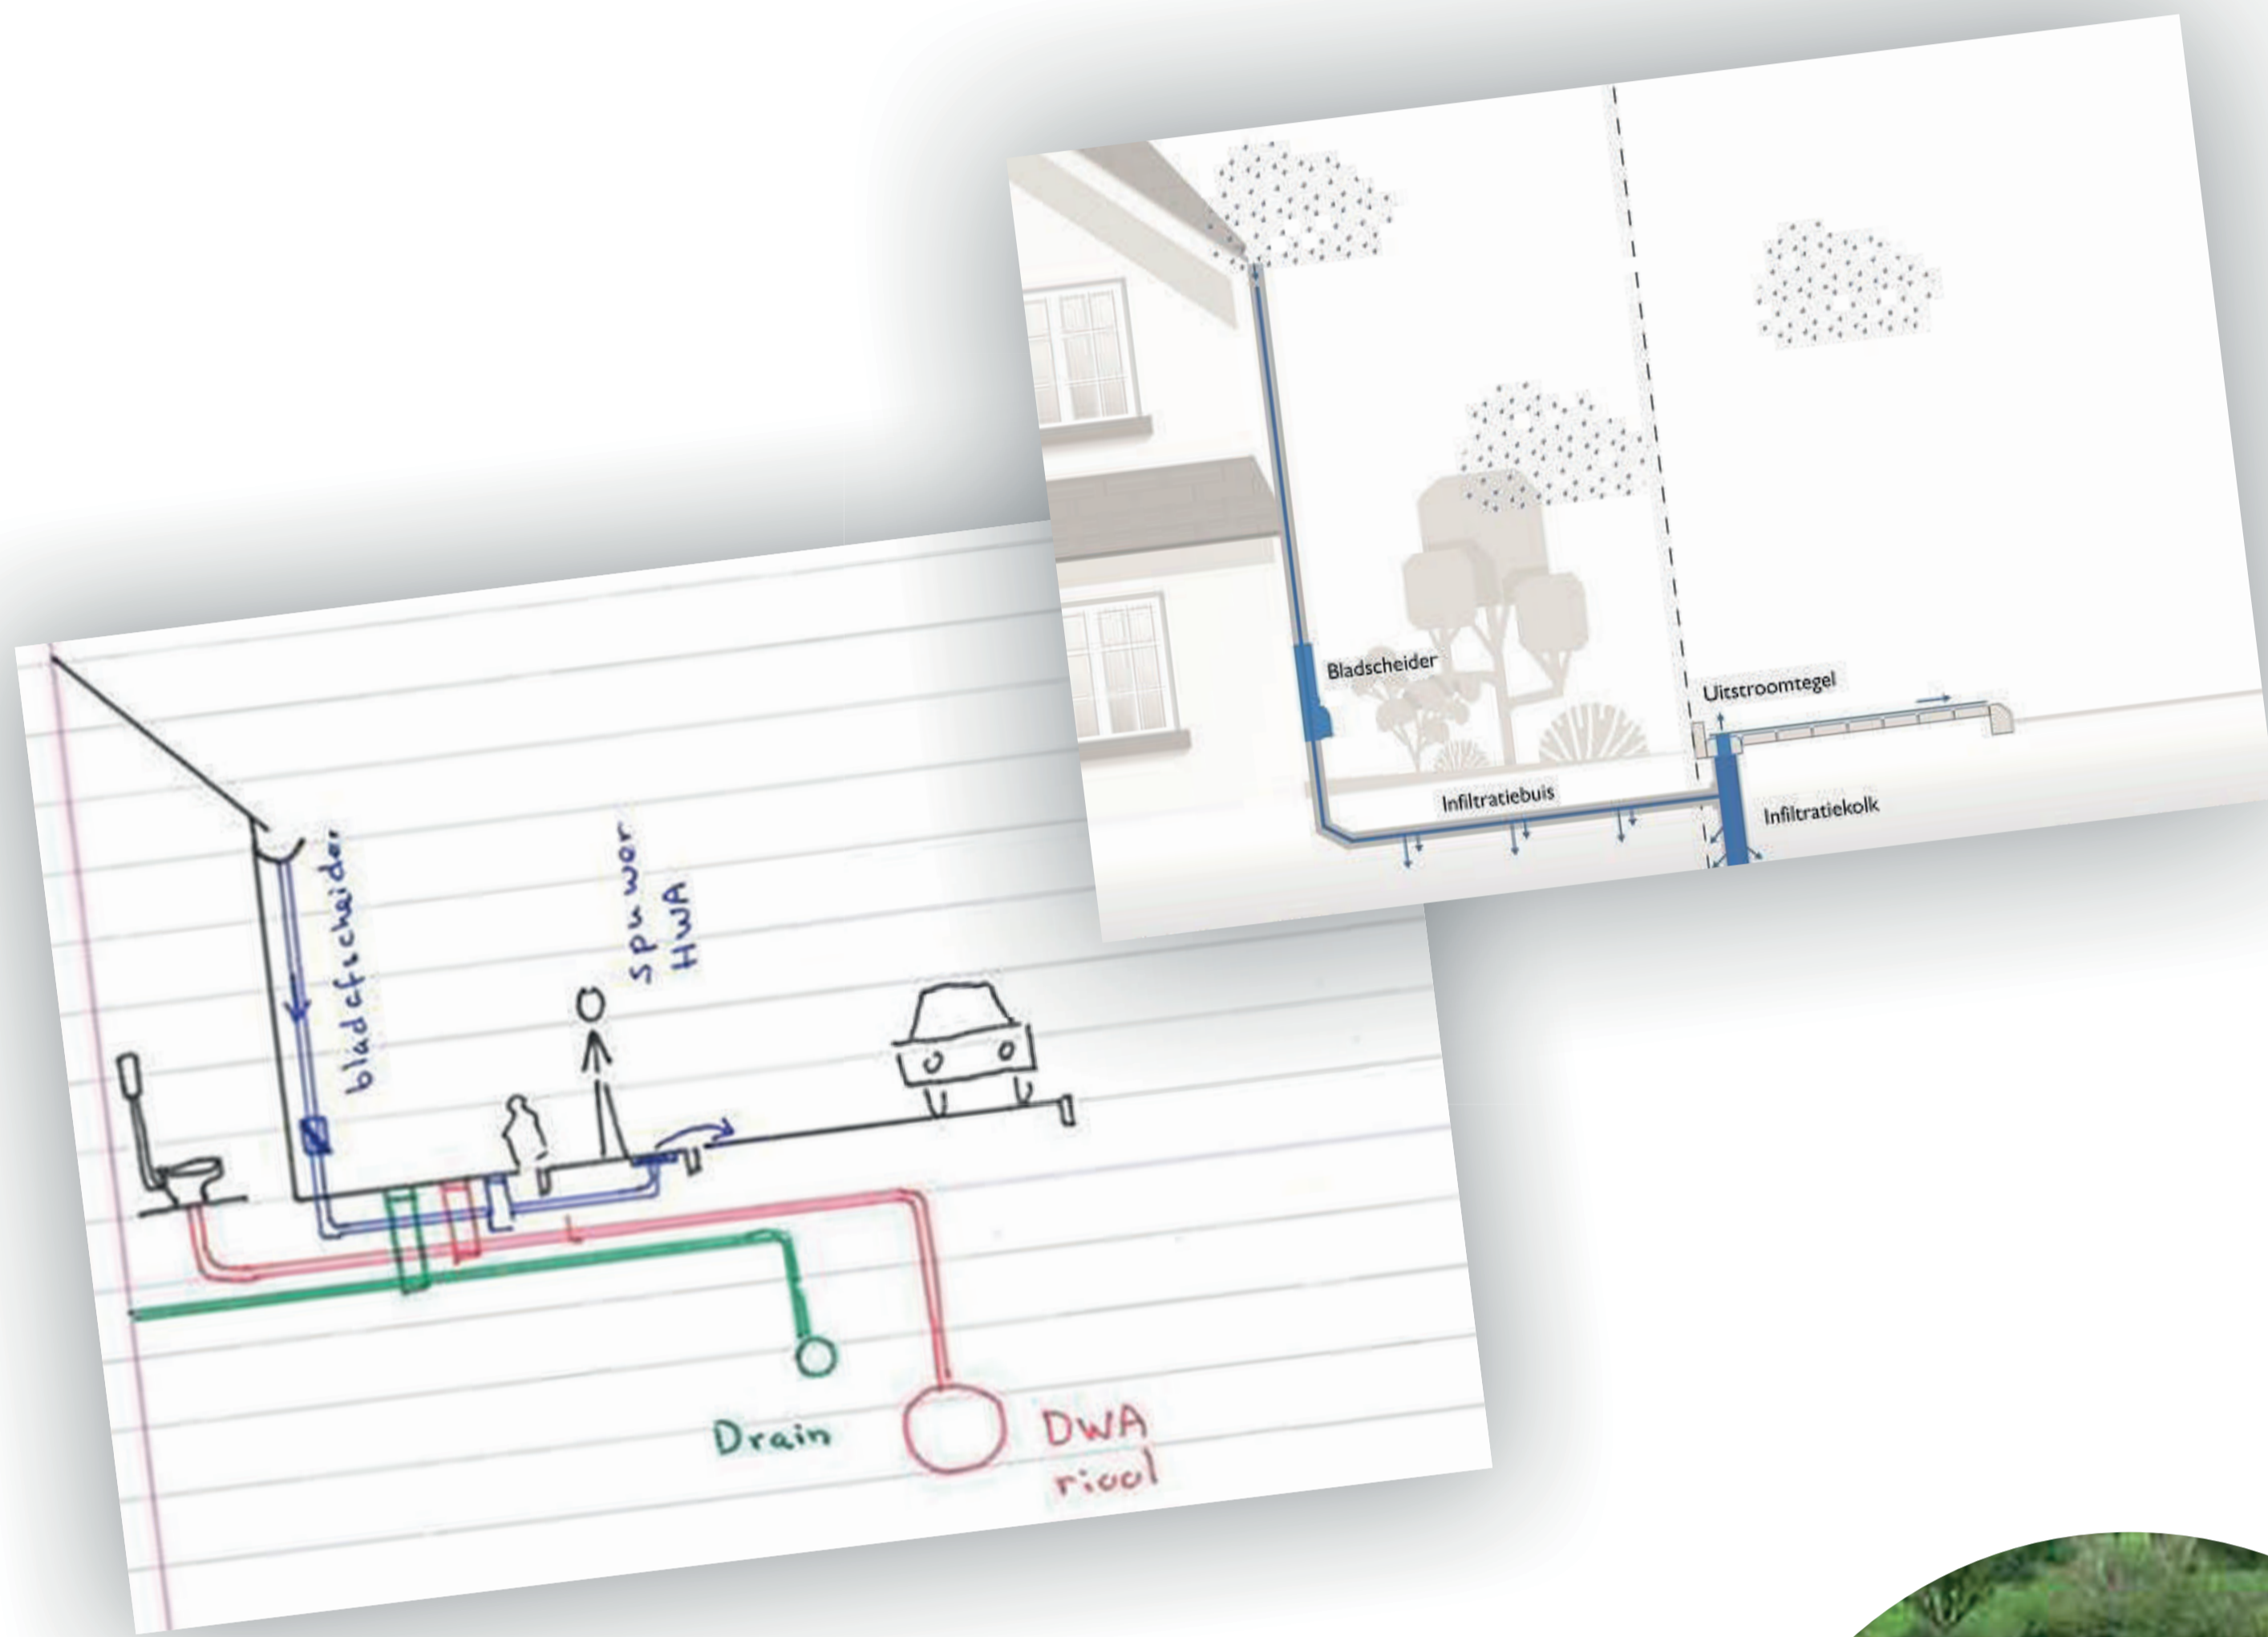 Bladscheider
Uitstroomtegel
Infiltratiebuis
Infiltratiekolk
bladafscheider
spuwer
HWA
Drain
DWA
riool